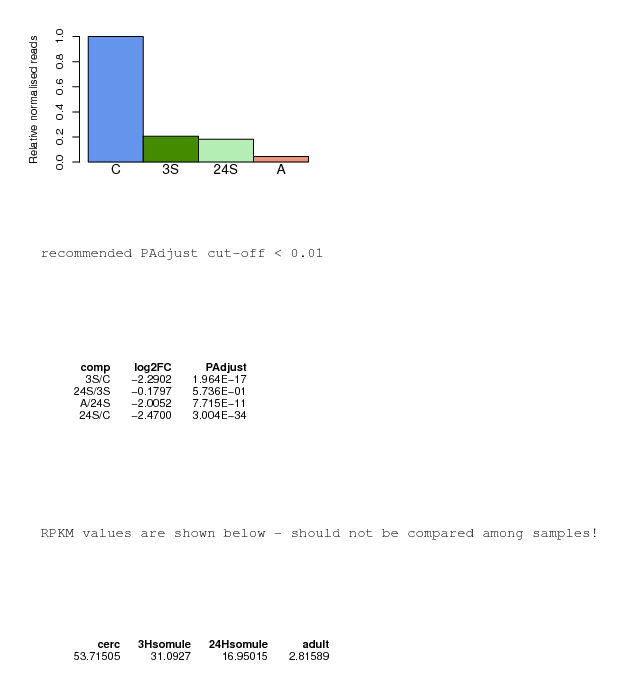 Relative normalised reads
1.0
0.8
0.6
0.4
0.2
0.0
C 3S 24S A
recommended PAdjust cut-off < 0.01
comp log2FC PAdjust
3S/C −2.2902 1.964E−17
24S/3S −0.1797 5.736E−01
A/24S −2.0052 7.715E−11
24S/C −2.4700 3.004E−34
RPKM values are shown below - should not be compared among samples!
cerc 3Hsomule 24Hsomule adult
53.71505 31.0927 16.95015 2.81589